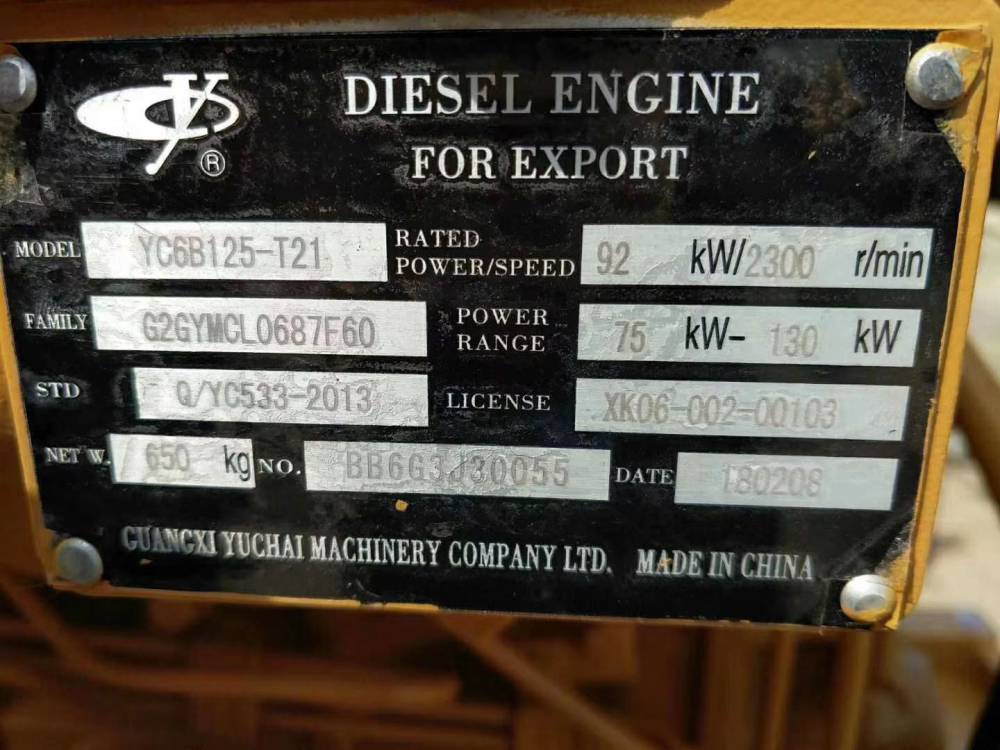 DIESEL ENGINE
®
FOR EXPORT
MODEL YC6B125-T21 RATED POWER/SPEED 92 kW/2300 r/min
FAMILY G2GYMCL0687F60 POWER RANGE 75 kW- 130 kW
STD Q/YC533-2013 LICENSE XK06-002-00103
NET W. 650 kg NO. BB6G3J30055 DATE 180208
GUANGXI YUCHAI MACHINERY COMPANY LTD. MADE IN CHINA